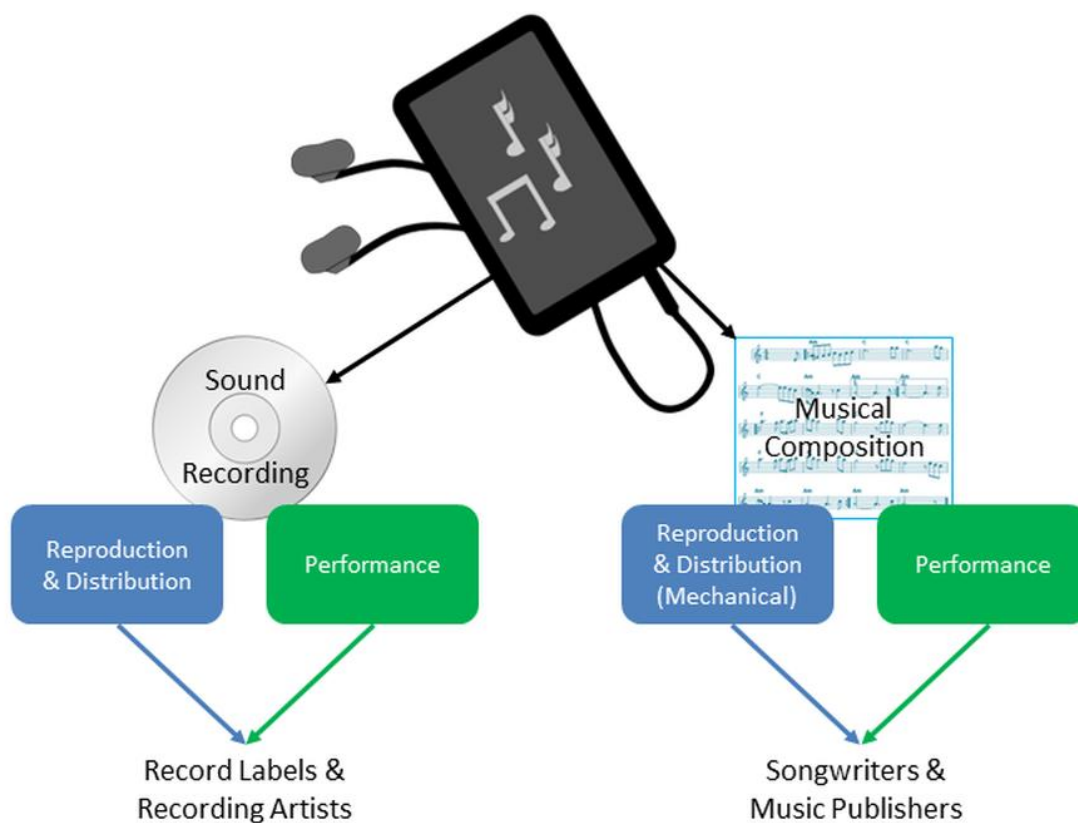 Sound
Recording
Musical
Composition
Reproduction
& Distribution
Performance
Reproduction
& Distribution
(Mechanical)
Performance
Record Labels &
Recording Artists
Songwriters &
Music Publishers